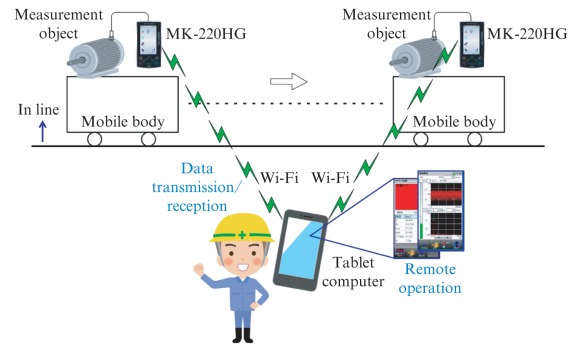 Measurement
object
MK-220HG
Measurement
object
MK-220HG
In line
Mobile body
Mobile body
Data
transmission/
reception
Wi-Fi
Wi-Fi
Tablet
computer
Remote
operation